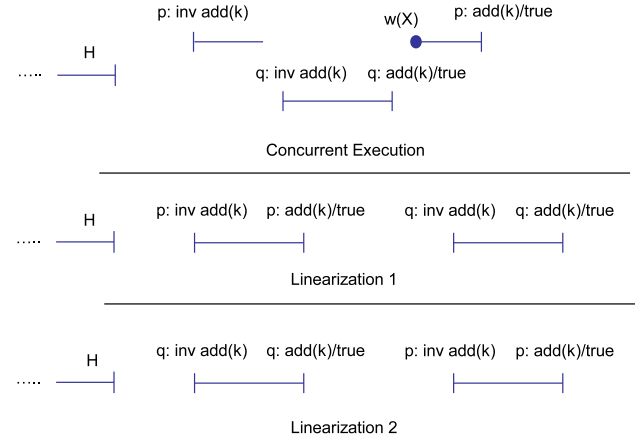 p: inv add(k) w(X) p: add(k)/true
H
q: inv add(k) q: add(k)/true
.....
Concurrent Execution
H p: inv add(k) p: add(k)/true q: inv add(k) q: add(k)/true
.....
Linearization 1
H q: inv add(k) q: add(k)/true p: inv add(k) p: add(k)/true
.....
Linearization 2